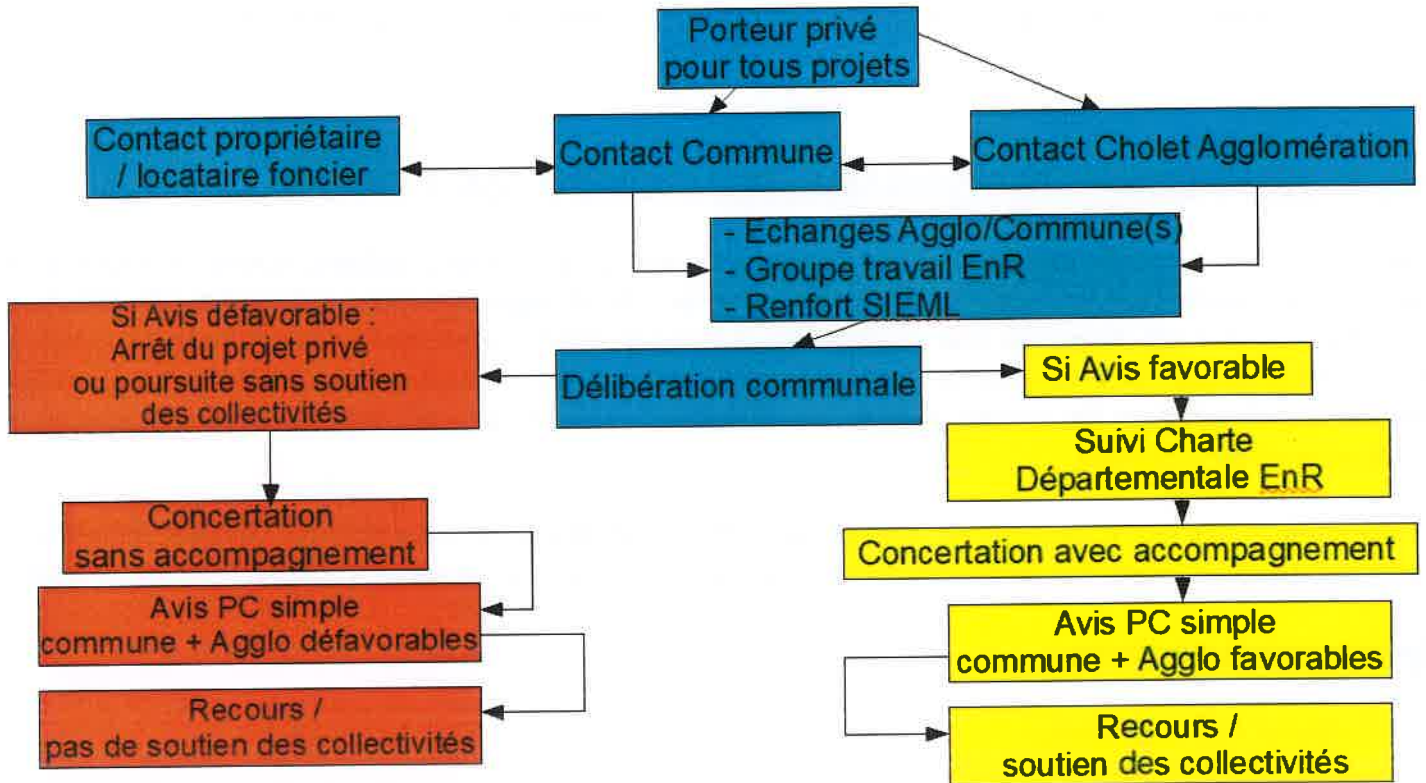 Porteur privé
pour tous projets
Contact propriétaire
/ locataire foncier
Contact Commune
Contact Cholet Agglomération
- Echanges Agglo/Commune(s)
- Groupe travail EnR
- Renfort SIEML
Si Avis défavorable :
Arrêt du projet privé
ou poursuite sans soutien
des collectivités
Délibération communale
Si Avis favorable
Suivi Charte
Départementale EnR
Concertation
sans accompagnement
Concertation avec accompagnement
Avis PC simple
commune + Agglo défavorables
Avis PC simple
commune + Agglo favorables
Recours /
pas de soutien des collectivités
Recours /
soutien des collectivités